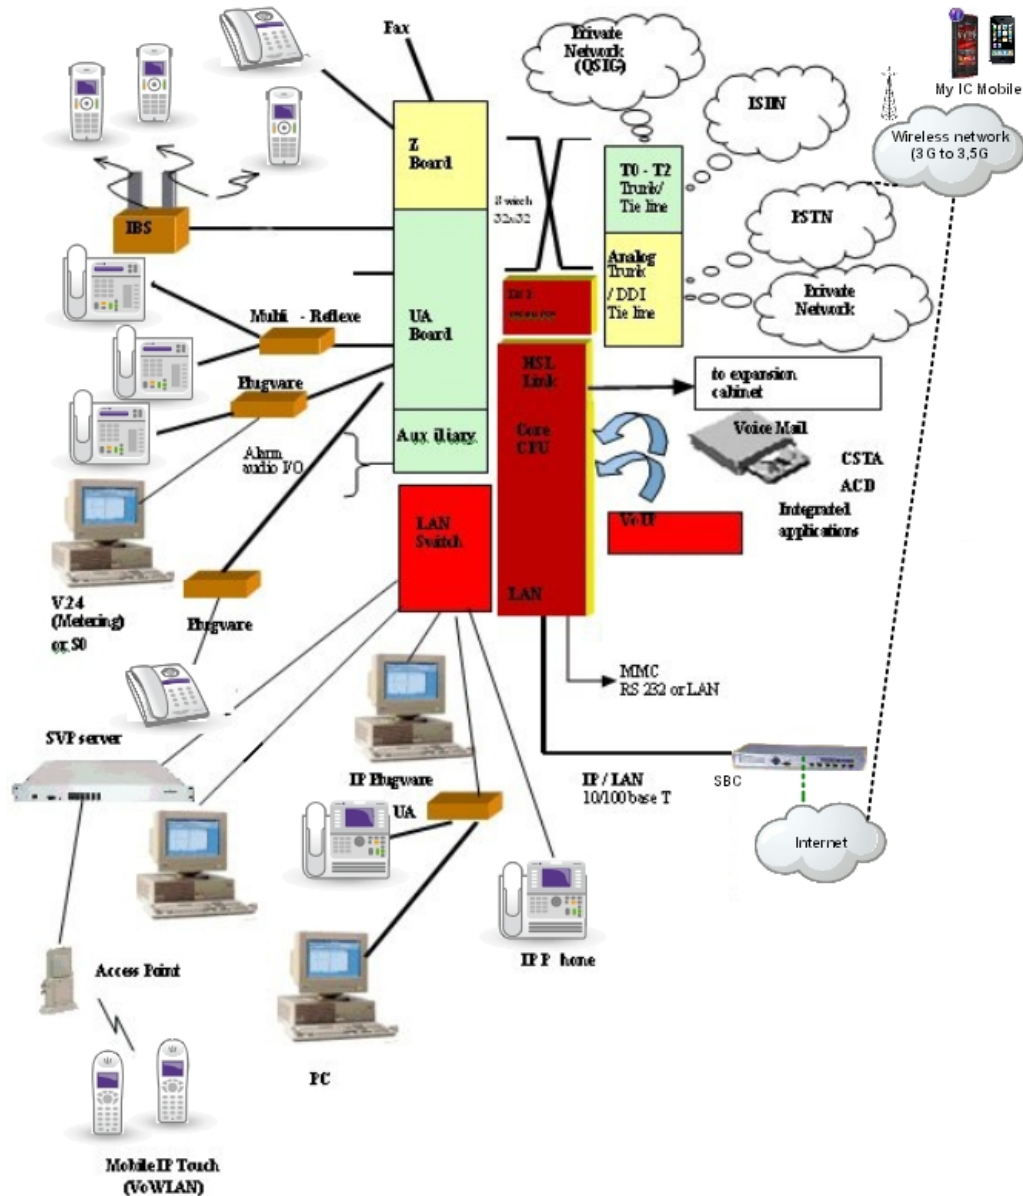 Fax
Private
Network
(QSIG)
My IC Mobile
Wireless network
(3G to 3,5G
Z
Board
T0 - T2
Trunk/
Tie line
32x32
PSTN
IBS
Analog
Trunk
/ DDI
Tie line
Private
Network
UA
Board
Multi - Reflexe
HSL
Link
to expansion
cabinet
Plugware
Aux iliary
Core
CPU
Voice Mail
CSTA
ACD
Alarm
audio I/O
Integrated
applications
LAN
Switch
VoIP
LAN
V24
(Metering)
or S0
Plugware
MMC
RS 232 or LAN
SVP server
IP Plugware
UA
IP / LAN
10/100 base T
SBC
Internet
Access Point
IP P hone
PC
Mobile IP Touch
(VoWLAN)